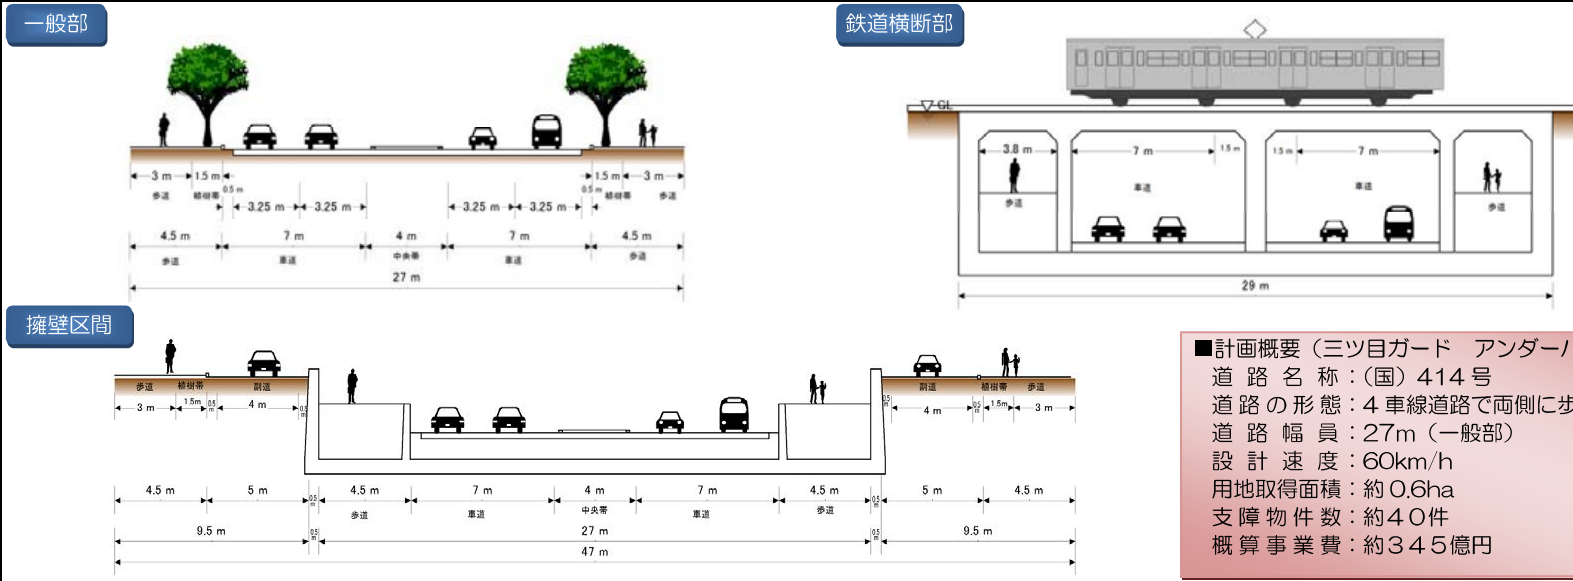 一般部
3 m
1.5 m
1.5 m
3 m
歩道
植樹帯
0.5 m
0.5 m
植樹帯
歩道
3.25 m
3.25 m
3.25 m
3.25 m
4.5 m
7 m
4 m
7 m
4.5 m
歩道
車道
中央帯
車道
歩道
27 m
鉄道横断部
GL
3.8 m
7 m
1.5 m
1.5 m
7 m
車道
車道
歩道
歩道
29 m
擁壁区間
歩道
植樹帯
副道
副道
植樹帯
歩道
3 m
1.5m
0.5m
4 m
0.5m
0.5m
4 m
0.5m
1.5m
3 m
4.5 m
5 m
0.5m
4.5 m
7 m
4 m
7 m
4.5 m
0.5m
5 m
4.5 m
歩道
車道
中央帯
車道
歩道
9.5 m
0.5m
27 m
0.5m
9.5 m
47 m
■計画概要（三ツ目ガード　アンダーパ
道路名称：（国）414号
道路の形態：4車線道路で両側に歩
道路幅員：27m（一般部）
設計速度：60km/h
用地取得面積：約0.6ha
支障物件数：約４０件
概算事業費：約３４５億円